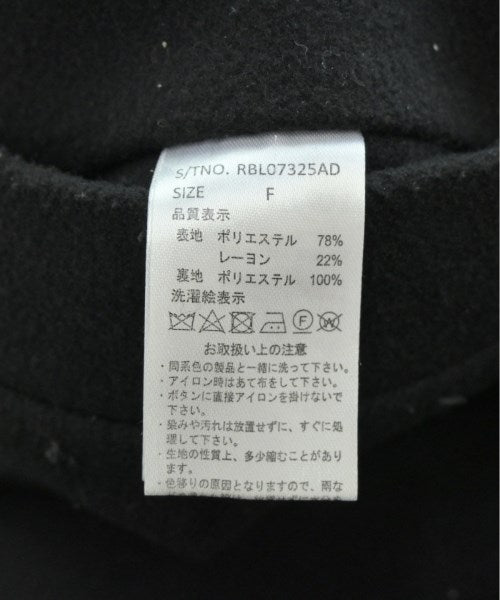 S/TNO. RBL07325AD
SIZE F
品質表示
表地 ポリエステル 78%
レーヨン 22%
裏地 ポリエステル 100%
洗濯絵表示
F W
お取扱い上の注意
・同系色の製品と一緒に洗って下さい。
・アイロン時はあて布をして下さい。
・ボタンに直接アイロンを掛けないで
下さい。
・染みや汚れは放置せずに、すぐに処
理して下さい。
・生地の性質上、多少縮むことがあり
ます。
・色移りの原因となりますので、雨な